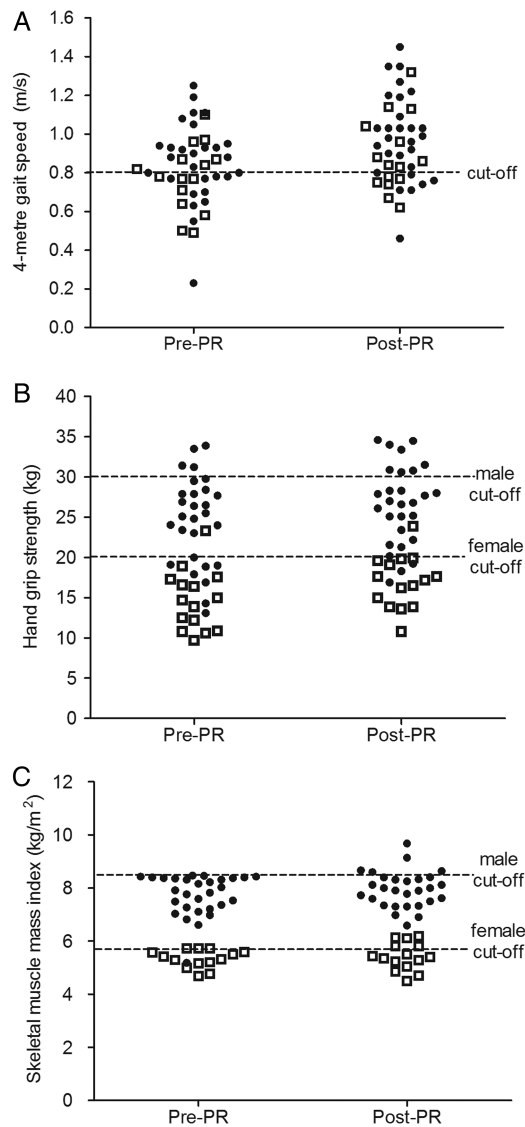 A
4-metre gait speed (m/s)
1.6
1.4
1.2
1.0
0.8
0.6
0.4
0.2
0.0
cut-off
Pre-PR
Post-PR
B
Hand grip strength (kg)
40
35
30
25
20
15
10
5
0
male
cut-off
female
cut-off
Pre-PR
Post-PR
C
Skeletal muscle mass index (kg/m²)
12
10
8
6
4
2
0
male
cut-off
female
cut-off
Pre-PR
Post-PR